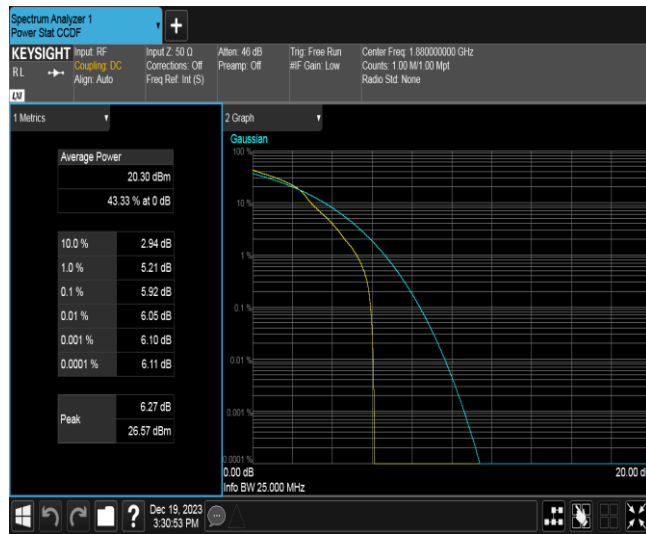 Spectrum Analyzer 1
Power Stat CCDF
+
KEYSIGHT
RL
LXI
Input: RF
Coupling: DC
Align: Auto
Input Z: 50 Ω
Corrections: Off
Freq Ref: Int (S)
Atten: 46 dB
Preamp: Off
Trig: Free Run
#IF Gain: Low
Center Freq: 1.880000000 GHz
Counts: 1.00 M/1.00 Mpt
Radio Std: None
1 Metrics
Average Power
20.30 dBm
43.33 % at 0 dB
10.0 % 2.94 dB
1.0 % 5.21 dB
0.1 % 5.92 dB
0.01 % 6.05 dB
0.001 % 6.10 dB
0.0001 % 6.11 dB
Peak
6.27 dB
26.57 dBm
2 Graph
Gaussian
100 %
10 %
1 %
0.1 %
0.01 %
0.001 %
0.0001 %
0.00 dB
20.00 d
Info BW 25.000 MHz
?
Dec 19, 2023
3:30:53 PM